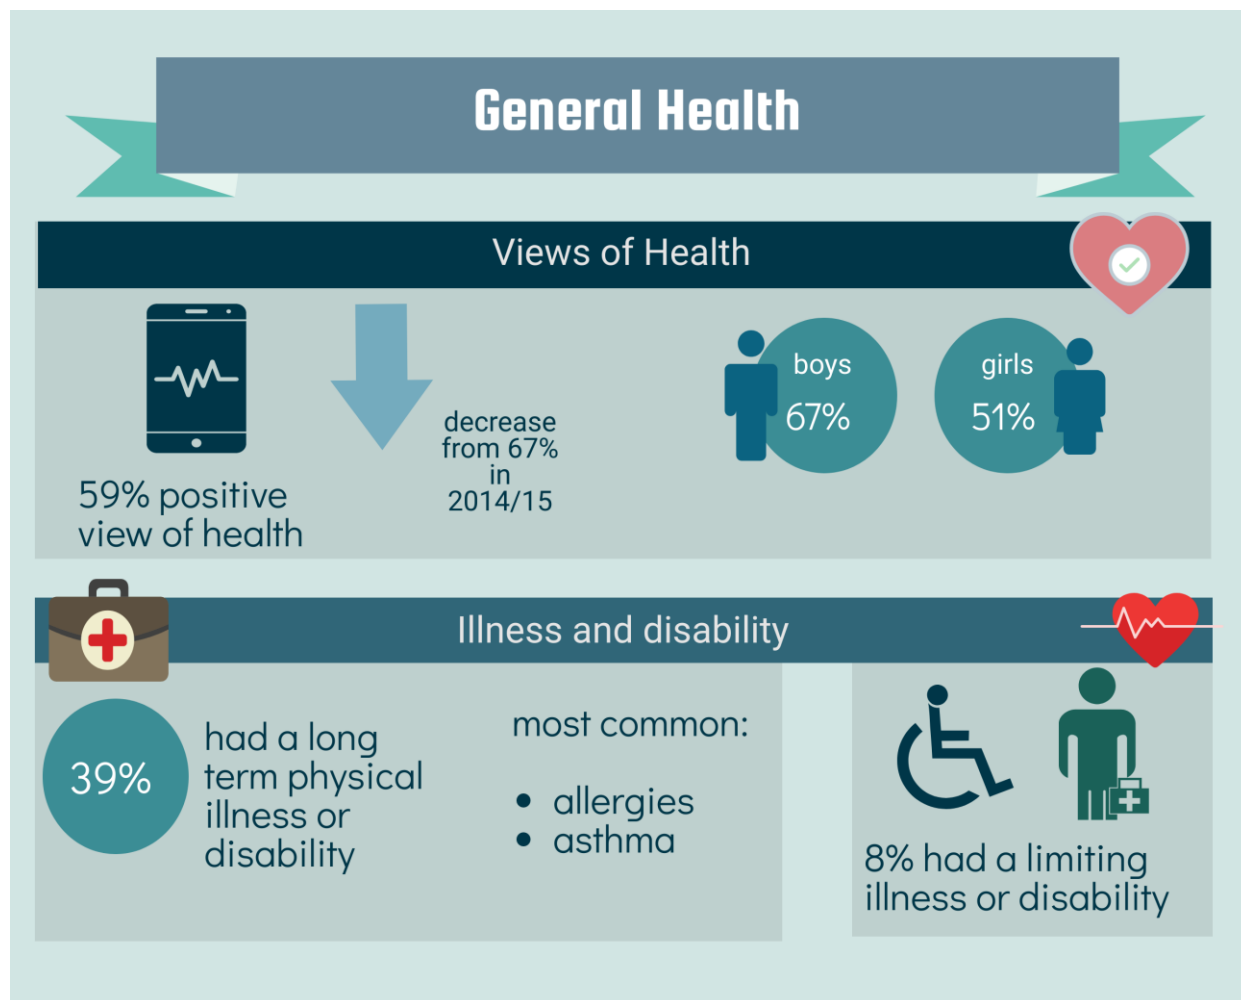 General Health
Views of Health
59% positive
view of health
decrease
from 67%
in
2014/15
boys
67%
girls
51%
Illness and disability
39%
had a long
term physical
illness or
disability
most common:
• allergies
• asthma
8% had a limiting
illness or disability